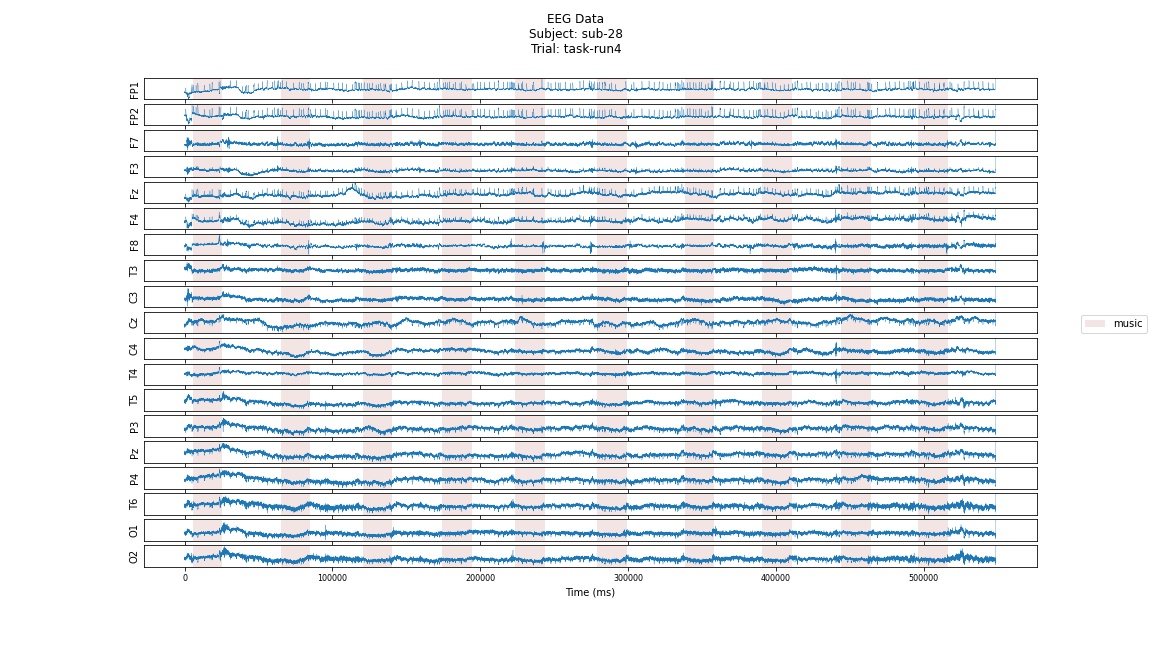 EEG Data
Subject: sub-28
Trial: task-run4
FP1
FP2
F7
F3
Fz
F4
F8
T3
C3
Cz
C4
T4
T5
P3
Pz
P4
T6
O1
O2
music
0 100000 200000 300000 400000 500000
Time (ms)